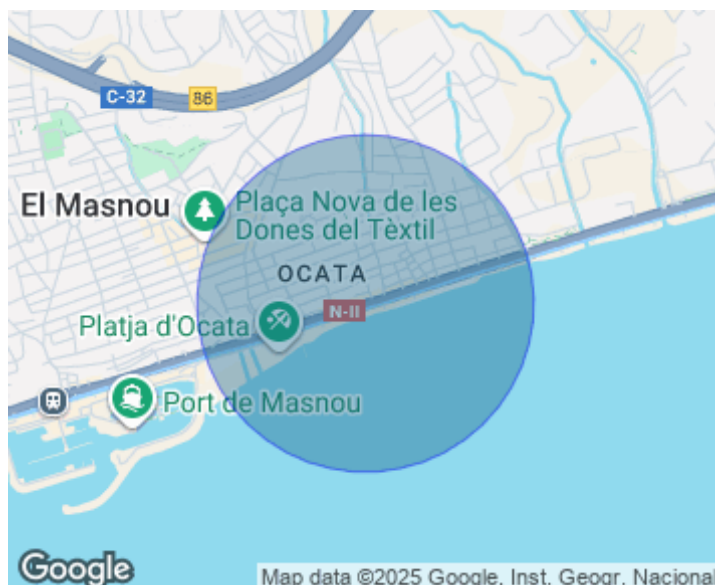 C-32
86
El Masnou
Plaça Nova de les
Dones del Tèxtil
OCATA
N-II
Platja d'Ocata
Port de Masnou
Google
Map data ©2025 Google, Inst. Geogr. Nacional